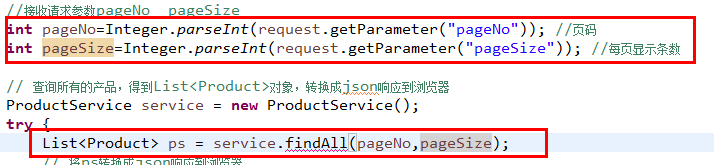 //接收请求参数pageNo  pageSize
int pageNo=Integer.parseInt(request.getParameter("pageNo")); //页码
int pageSize=Integer.parseInt(request.getParameter("pageSize")); //每页显示条数
// 查询所有的产品，得到List<Product>对象，转换成json响应到浏览器
ProductService service = new ProductService();
try {
List<Product> ps = service.findAll(pageNo,pageSize);
// 将ps转换成json响应到浏览器